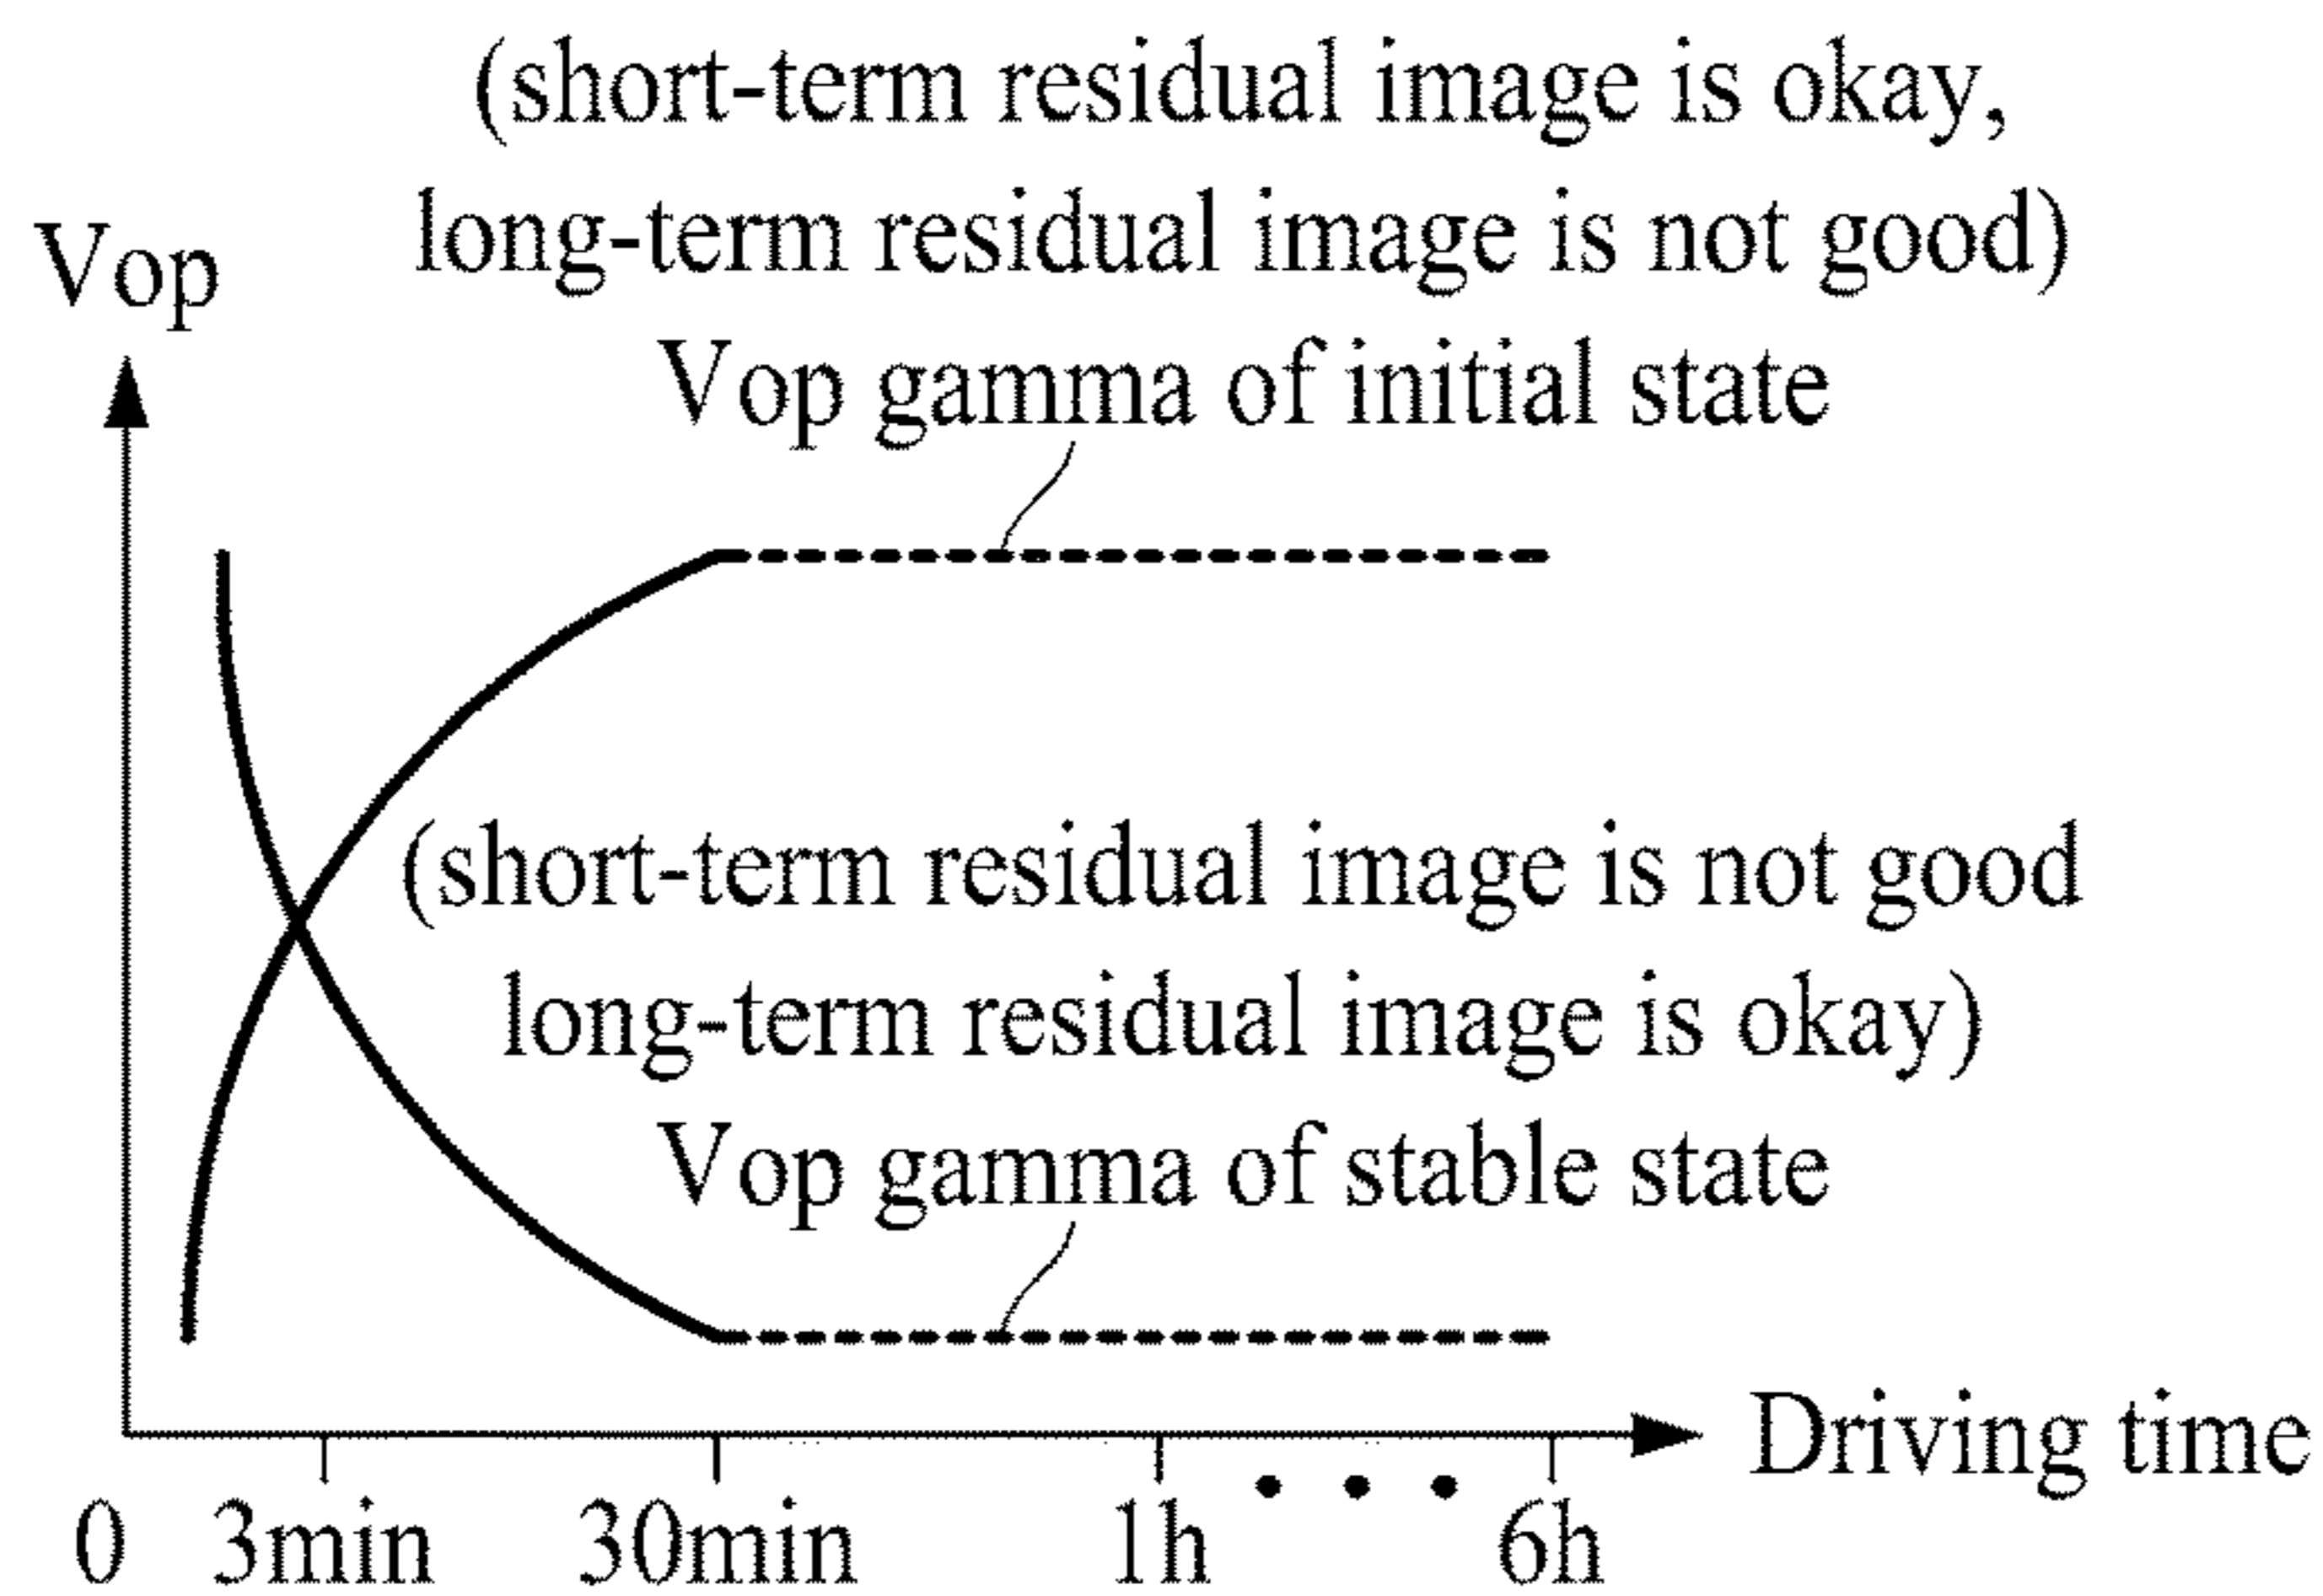 (short-term residual image is okay,
long-term residual image is not good)
Vop
Vop gamma of initial state
(short-term residual image is not good
long-term residual image is okay)
Vop gamma of stable state
Driving time
0 3min 30min 1h 6h